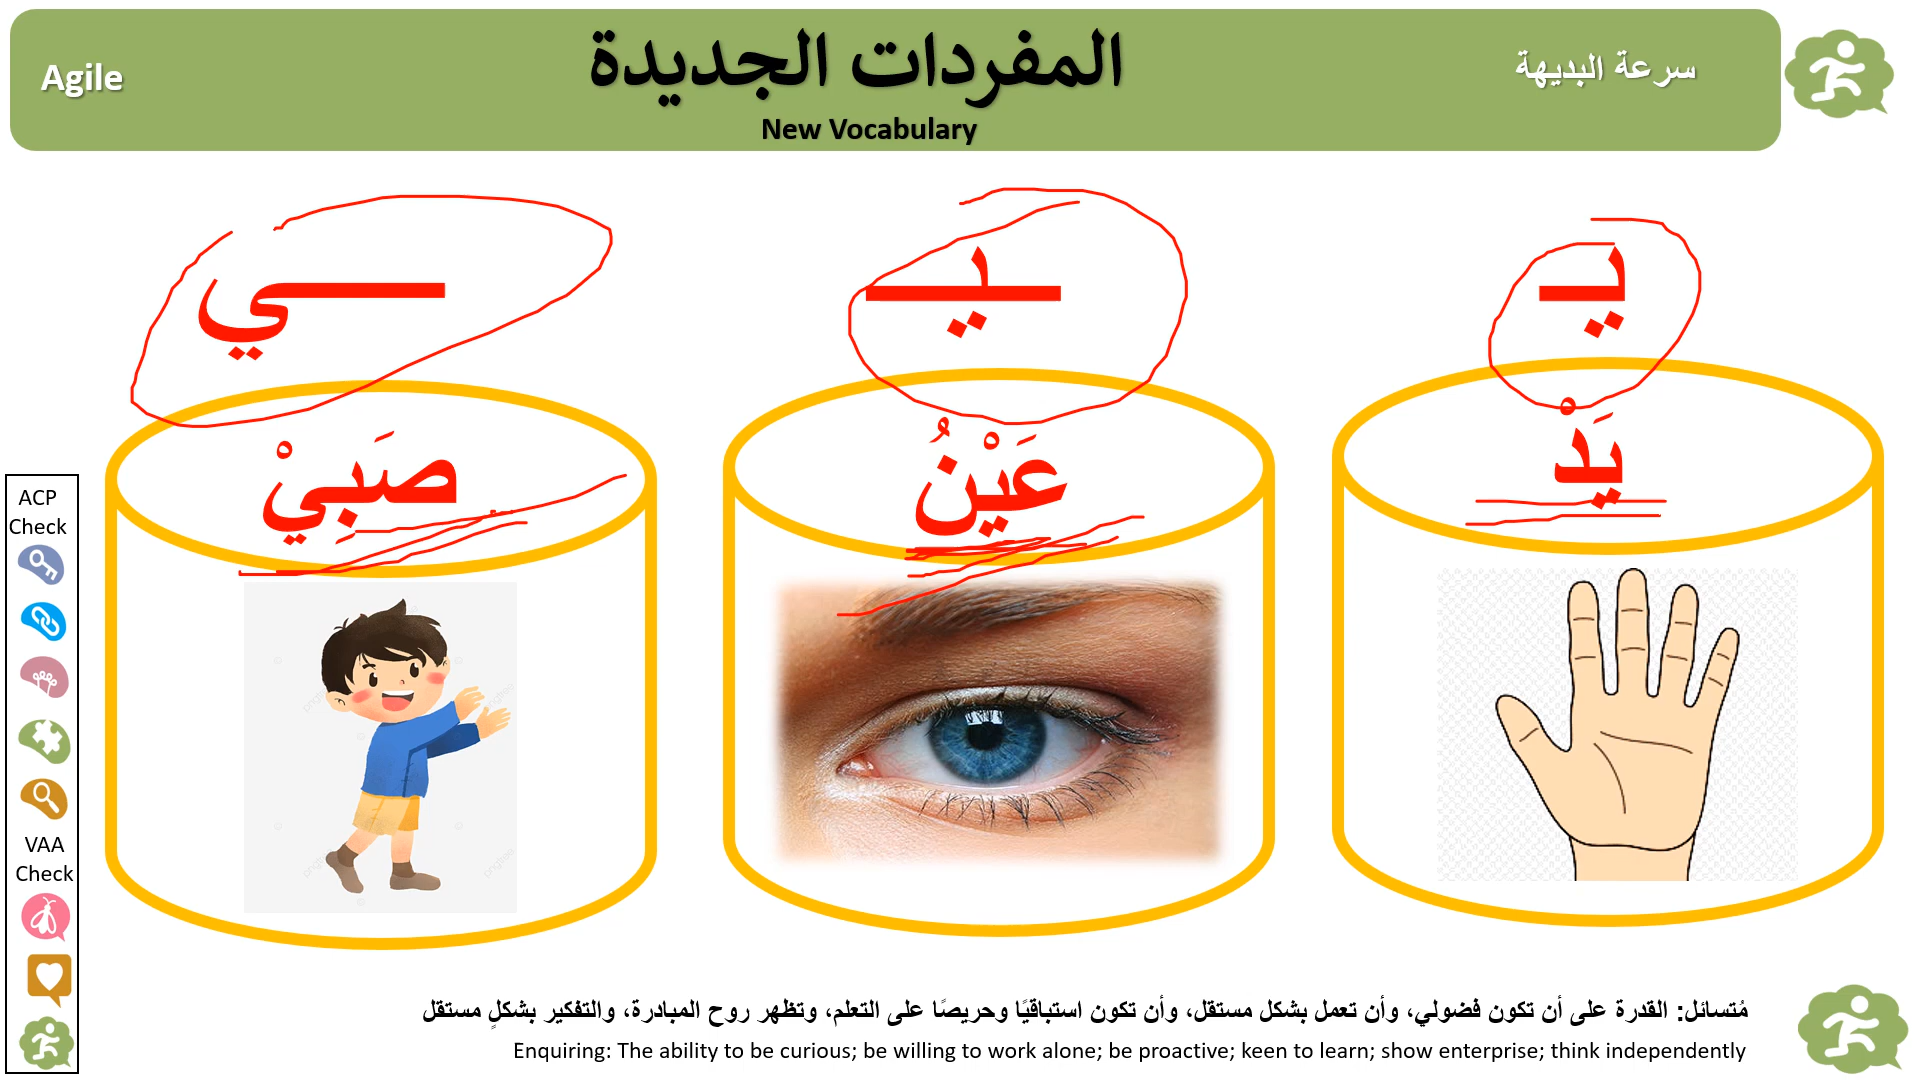 سرعة البديهة
المفردات الجديدة
Agile
New Vocabulary
يـ
ـيـ
ـي
يَدْ
عَيْنُ
صَبِيْ
ACP
Check
VAA
Check
مُتسائل: القدرة على أن تكون فضولي، وأن تعمل بشكل مستقل، وأن تكون استباقيًا وحريصًا على التعلم، وتظهر روح المبادرة، والتفكير بشكلٍ مستقل
Enquiring: The ability to be curious; be willing to work alone; be proactive; keen to learn; show enterprise; think independently